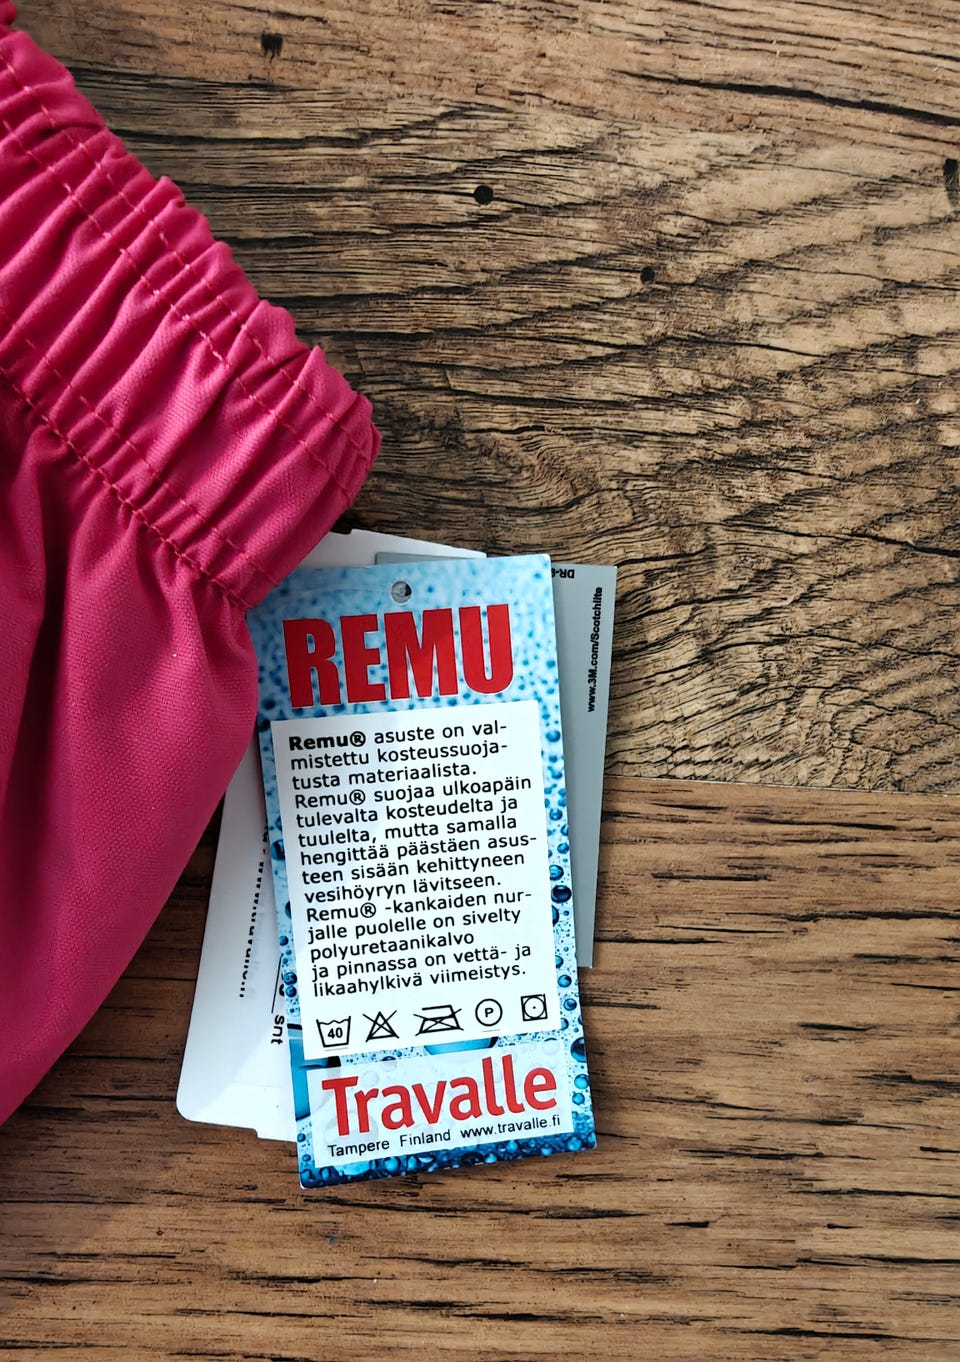 REMU
Remu® asuste on val-
mistettu kosteussuoja-
tusta materiaalista.
Remu® suojaa ulkoapäin
tulevalta kosteudelta ja
tuulelta, mutta samalla
hengittää päästäen asus-
teen sisään kehittyneen
vesihöyryn lävitseen.
Remu® -kankaiden nur-
jalle puolelle on sivelty
polyuretaanikalvo
ja pinnassa on vettä- ja
likaahylkivä viimeistys.
40
P
Travalle
Tampere Finland www.travalle.fi
www.3M.com/Scotchlite
snt